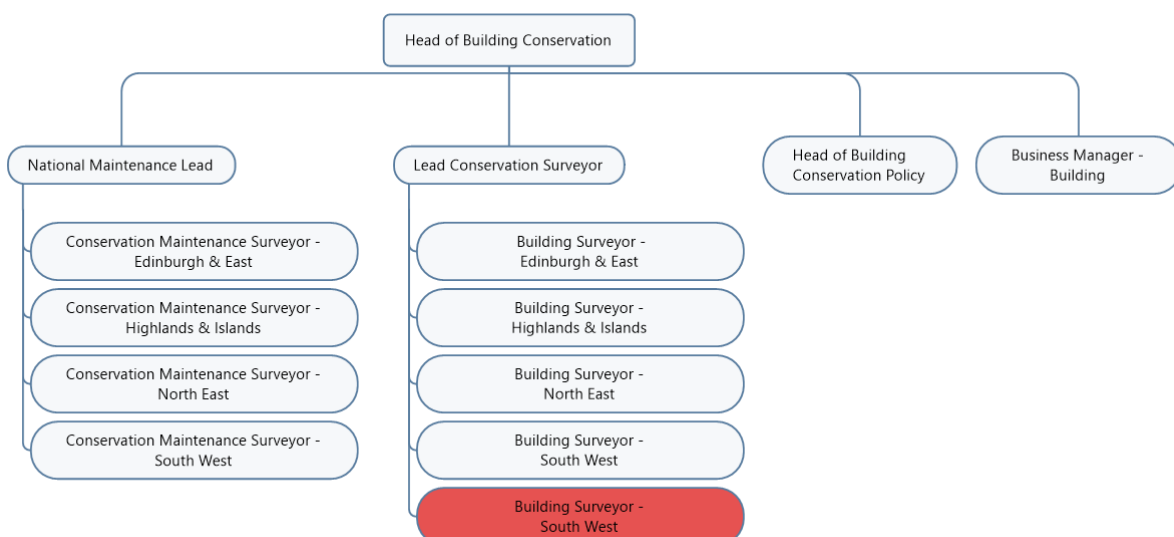 Head of Building Conservation
National Maintenance Lead
Lead Conservation Surveyor
Head of Building
Conservation Policy
Business Manager -
Building
Conservation Maintenance Surveyor -
Edinburgh & East
Conservation Maintenance Surveyor -
Highlands & Islands
Conservation Maintenance Surveyor -
North East
Conservation Maintenance Surveyor -
South West
Building Surveyor -
Edinburgh & East
Building Surveyor -
Highlands & Islands
Building Surveyor -
North East
Building Surveyor -
South West
Building Surveyor -
South West